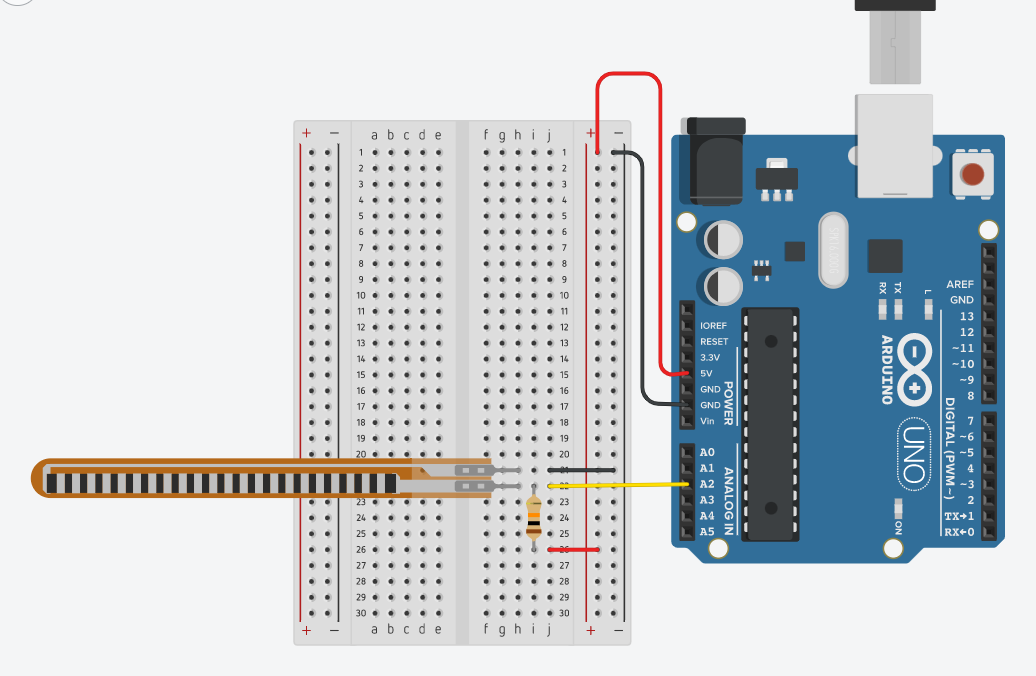 + − a b c d e f g h i j + −
1 1
2 2
3 3
4 4
5 5
6 6
7 7
8 8
9 9
10 10
11 11
12 12
13 13
14 14
15 15
16 16
17 17
18 18
19 19
20 20
21
22
23 23
24 24
25 25
26 26
27 27
28 28
29 29
30 30
+ − a b c d e f g h i j + −
RX TX L
AREF
GND
13
12
~11
~10
~9
8
7
~6
~5
4
~3
2
TX→1
RX←0
DIGITAL (PWM~)
ARDUINO
UNO
ON
IOREF
RESET
3.3V
5V
GND
GND
Vin
POWER
A0
A1
A2
A3
A4
A5
ANALOG IN